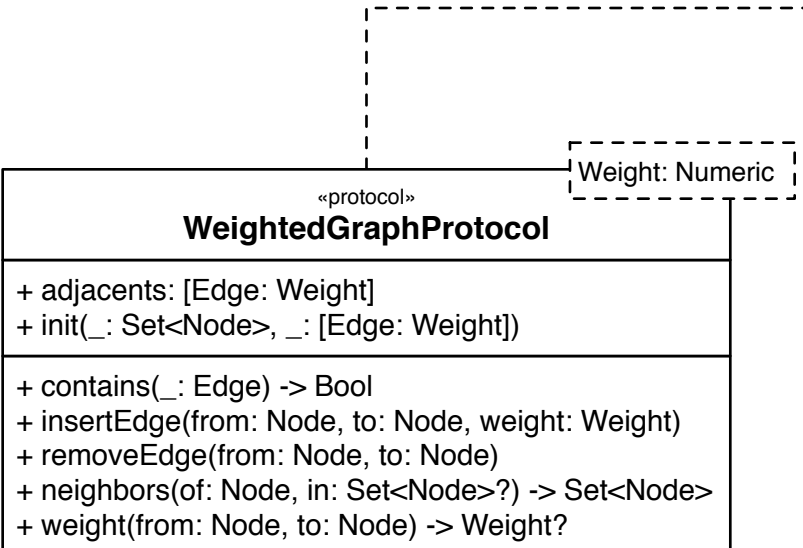 Weight: Numeric
«protocol»
WeightedGraphProtocol
+ adjacents: [Edge: Weight]
+ init(_: Set<Node>, _: [Edge: Weight])
+ contains(_: Edge) -> Bool
+ insertEdge(from: Node, to: Node, weight: Weight)
+ removeEdge(from: Node, to: Node)
+ neighbors(of: Node, in: Set<Node>?) -> Set<Node>
+ weight(from: Node, to: Node) -> Weight?